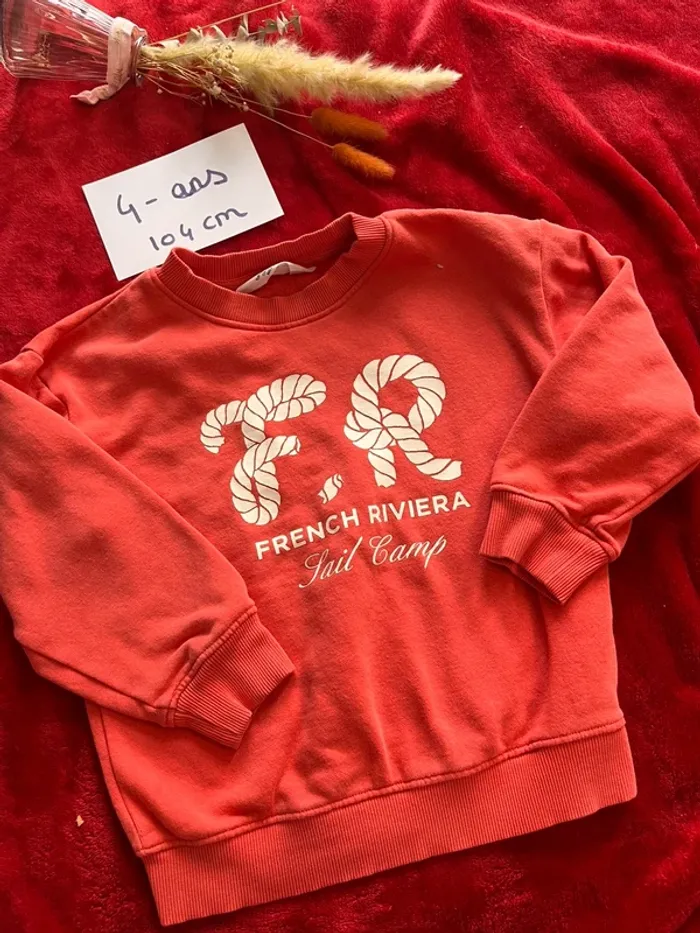 4- ans
104 cm
F.R
FRENCH RIVIERA
Sail Camp